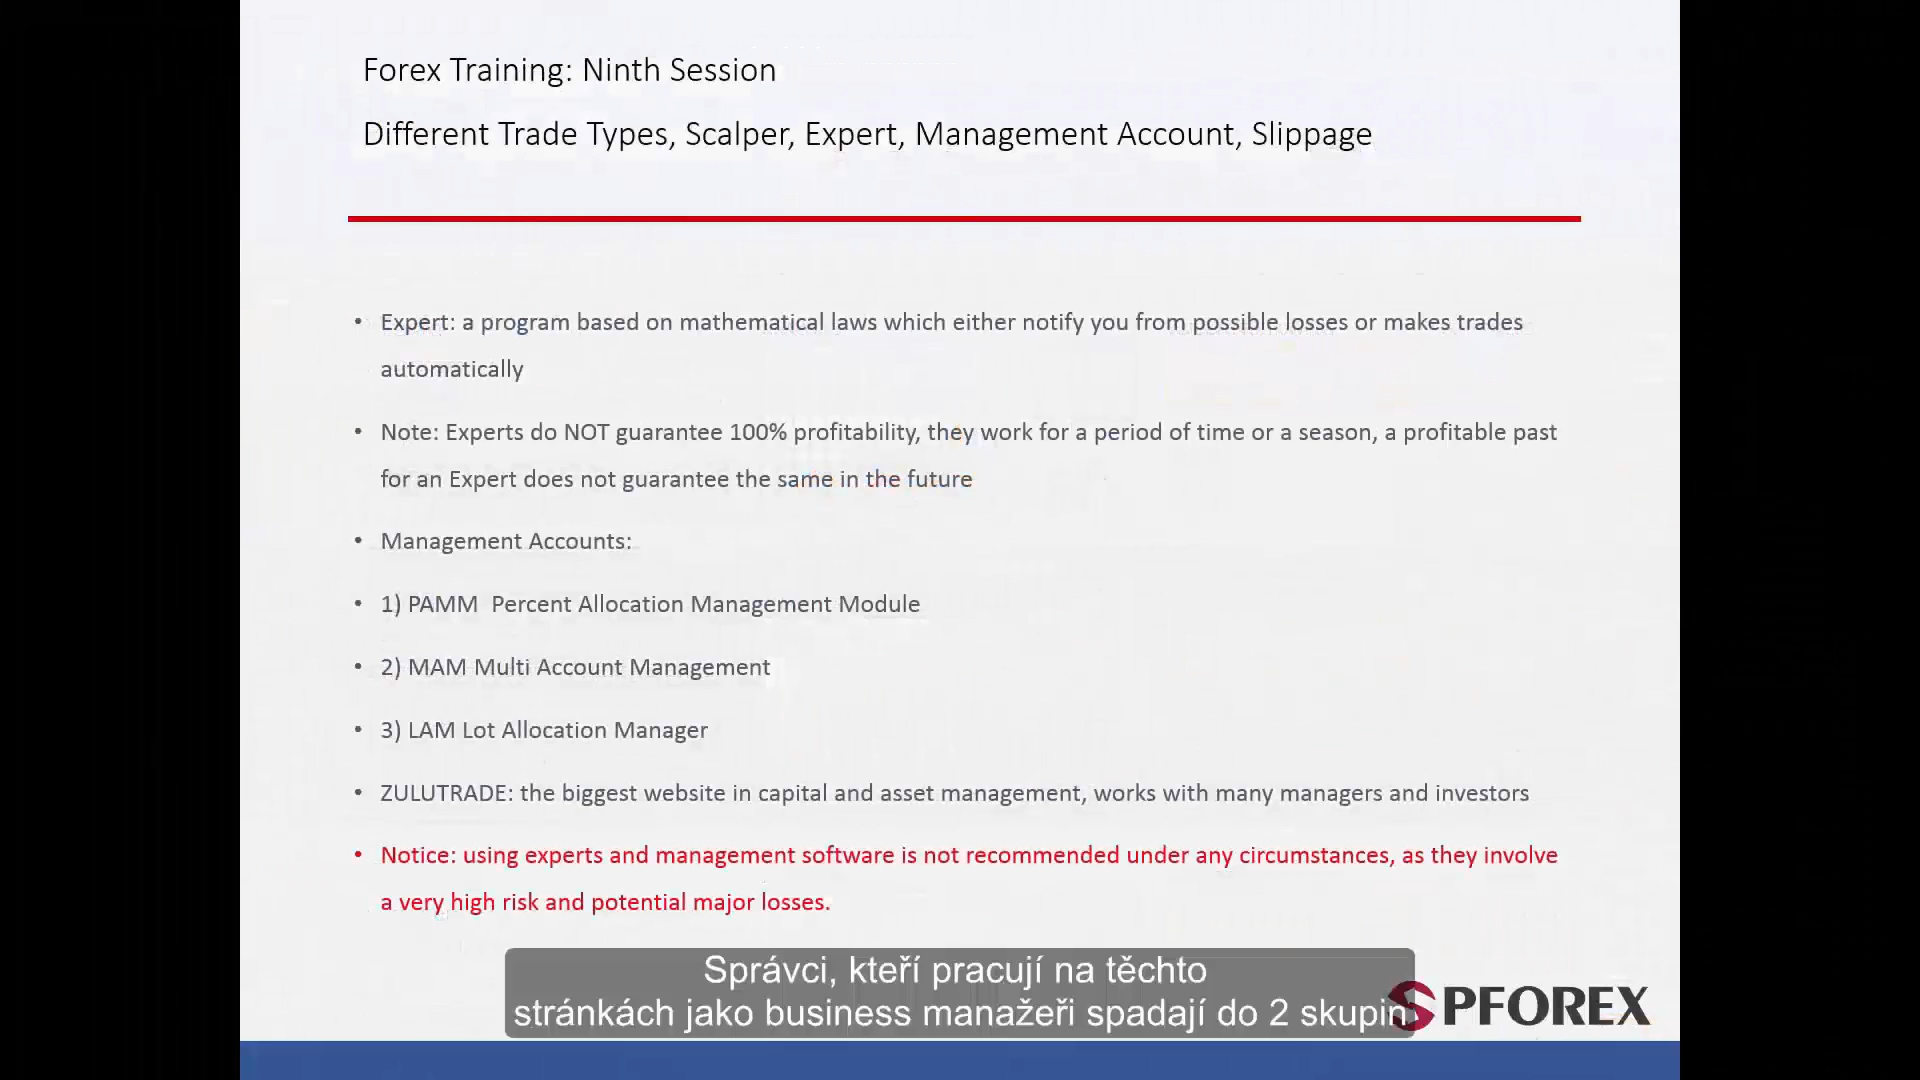 Forex Training: Ninth Session
Different Trade Types, Scalper, Expert, Management Account, Slippage
• Expert: a program based on mathematical laws which either notify you from possible losses or makes trades
automatically
• Note: Experts do NOT guarantee 100% profitability, they work for a period of time or a season, a profitable past
for an Expert does not guarantee the same in the future
• Management Accounts:
• 1) PAMM Percent Allocation Management Module
• 2) MAM Multi Account Management
• 3) LAM Lot Allocation Manager
• ZULUTRADE: the biggest website in capital and asset management, works with many managers and investors
• Notice: using experts and management software is not recommended under any circumstances, as they involve
a very high risk and potential major losses.
Správci, kteří pracují na těchto
stránkách jako business manažeři spadají do 2 skupin
SPFOREX